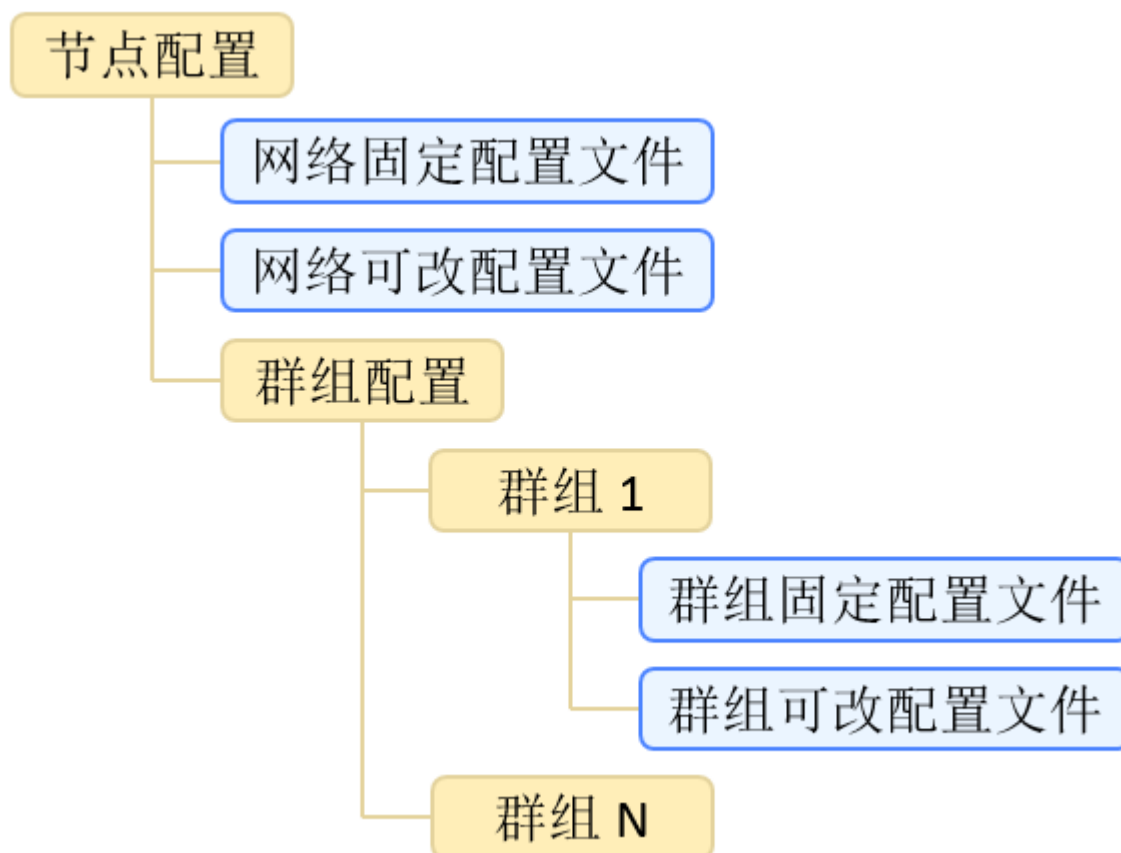 节点配置
网络固定配置文件
网络可改配置文件
群组配置
群组 1
群组固定配置文件
群组可改配置文件
群组 N